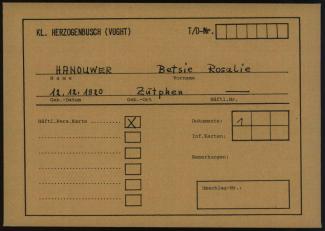 KL. HERZOGENBUSCH (VUGHT) T/D-Nr.
HANOUWER Betsie Rosalie
Name Vorname
12.12.1920 Zütphen —
Geb.-Datum Geb.-Ort Häftl.Nr.
Häftl.Pers.Karte X Dokumente: 1
Inf.Karten:
Bemerkungen:
Umschlag-Nr.: